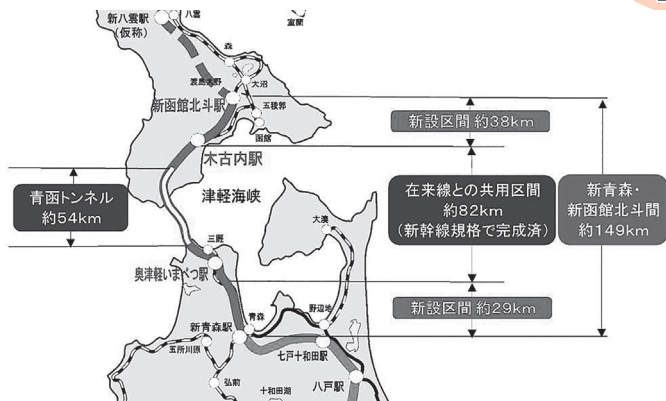 新八雲駅
(仮称)
八雲
室蘭
森
大沼
渡島大野
新函館北斗駅
五稜郭
函館
新設区間 約38km
木古内駅
青函トンネル
約54km
津軽海峡
在来線との共用区間
約82km
(新幹線規格で完成済)
新青森・
新函館北斗間
約149km
大湊
三厩
奥津軽いまべつ駅
新設区間 約29km
青森
野辺地
新青森駅
五所川原
七戸十和田駅
弘前
十和田湖
八戸駅